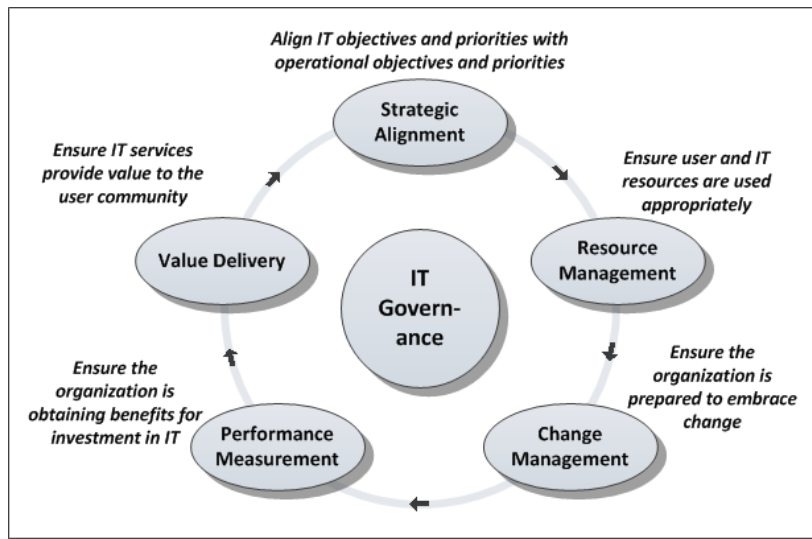 Align IT objectives and priorities with
operational objectives and priorities
Strategic
Alignment
Ensure user and IT
resources are used
appropriately
Resource
Management
Ensure the
organization is
prepared to embrace
change
Change
Management
Performance
Measurement
Ensure the
organization is
obtaining benefits for
investment in IT
Value Delivery
Ensure IT services
provide value to the
user community
IT
Govern-
ance